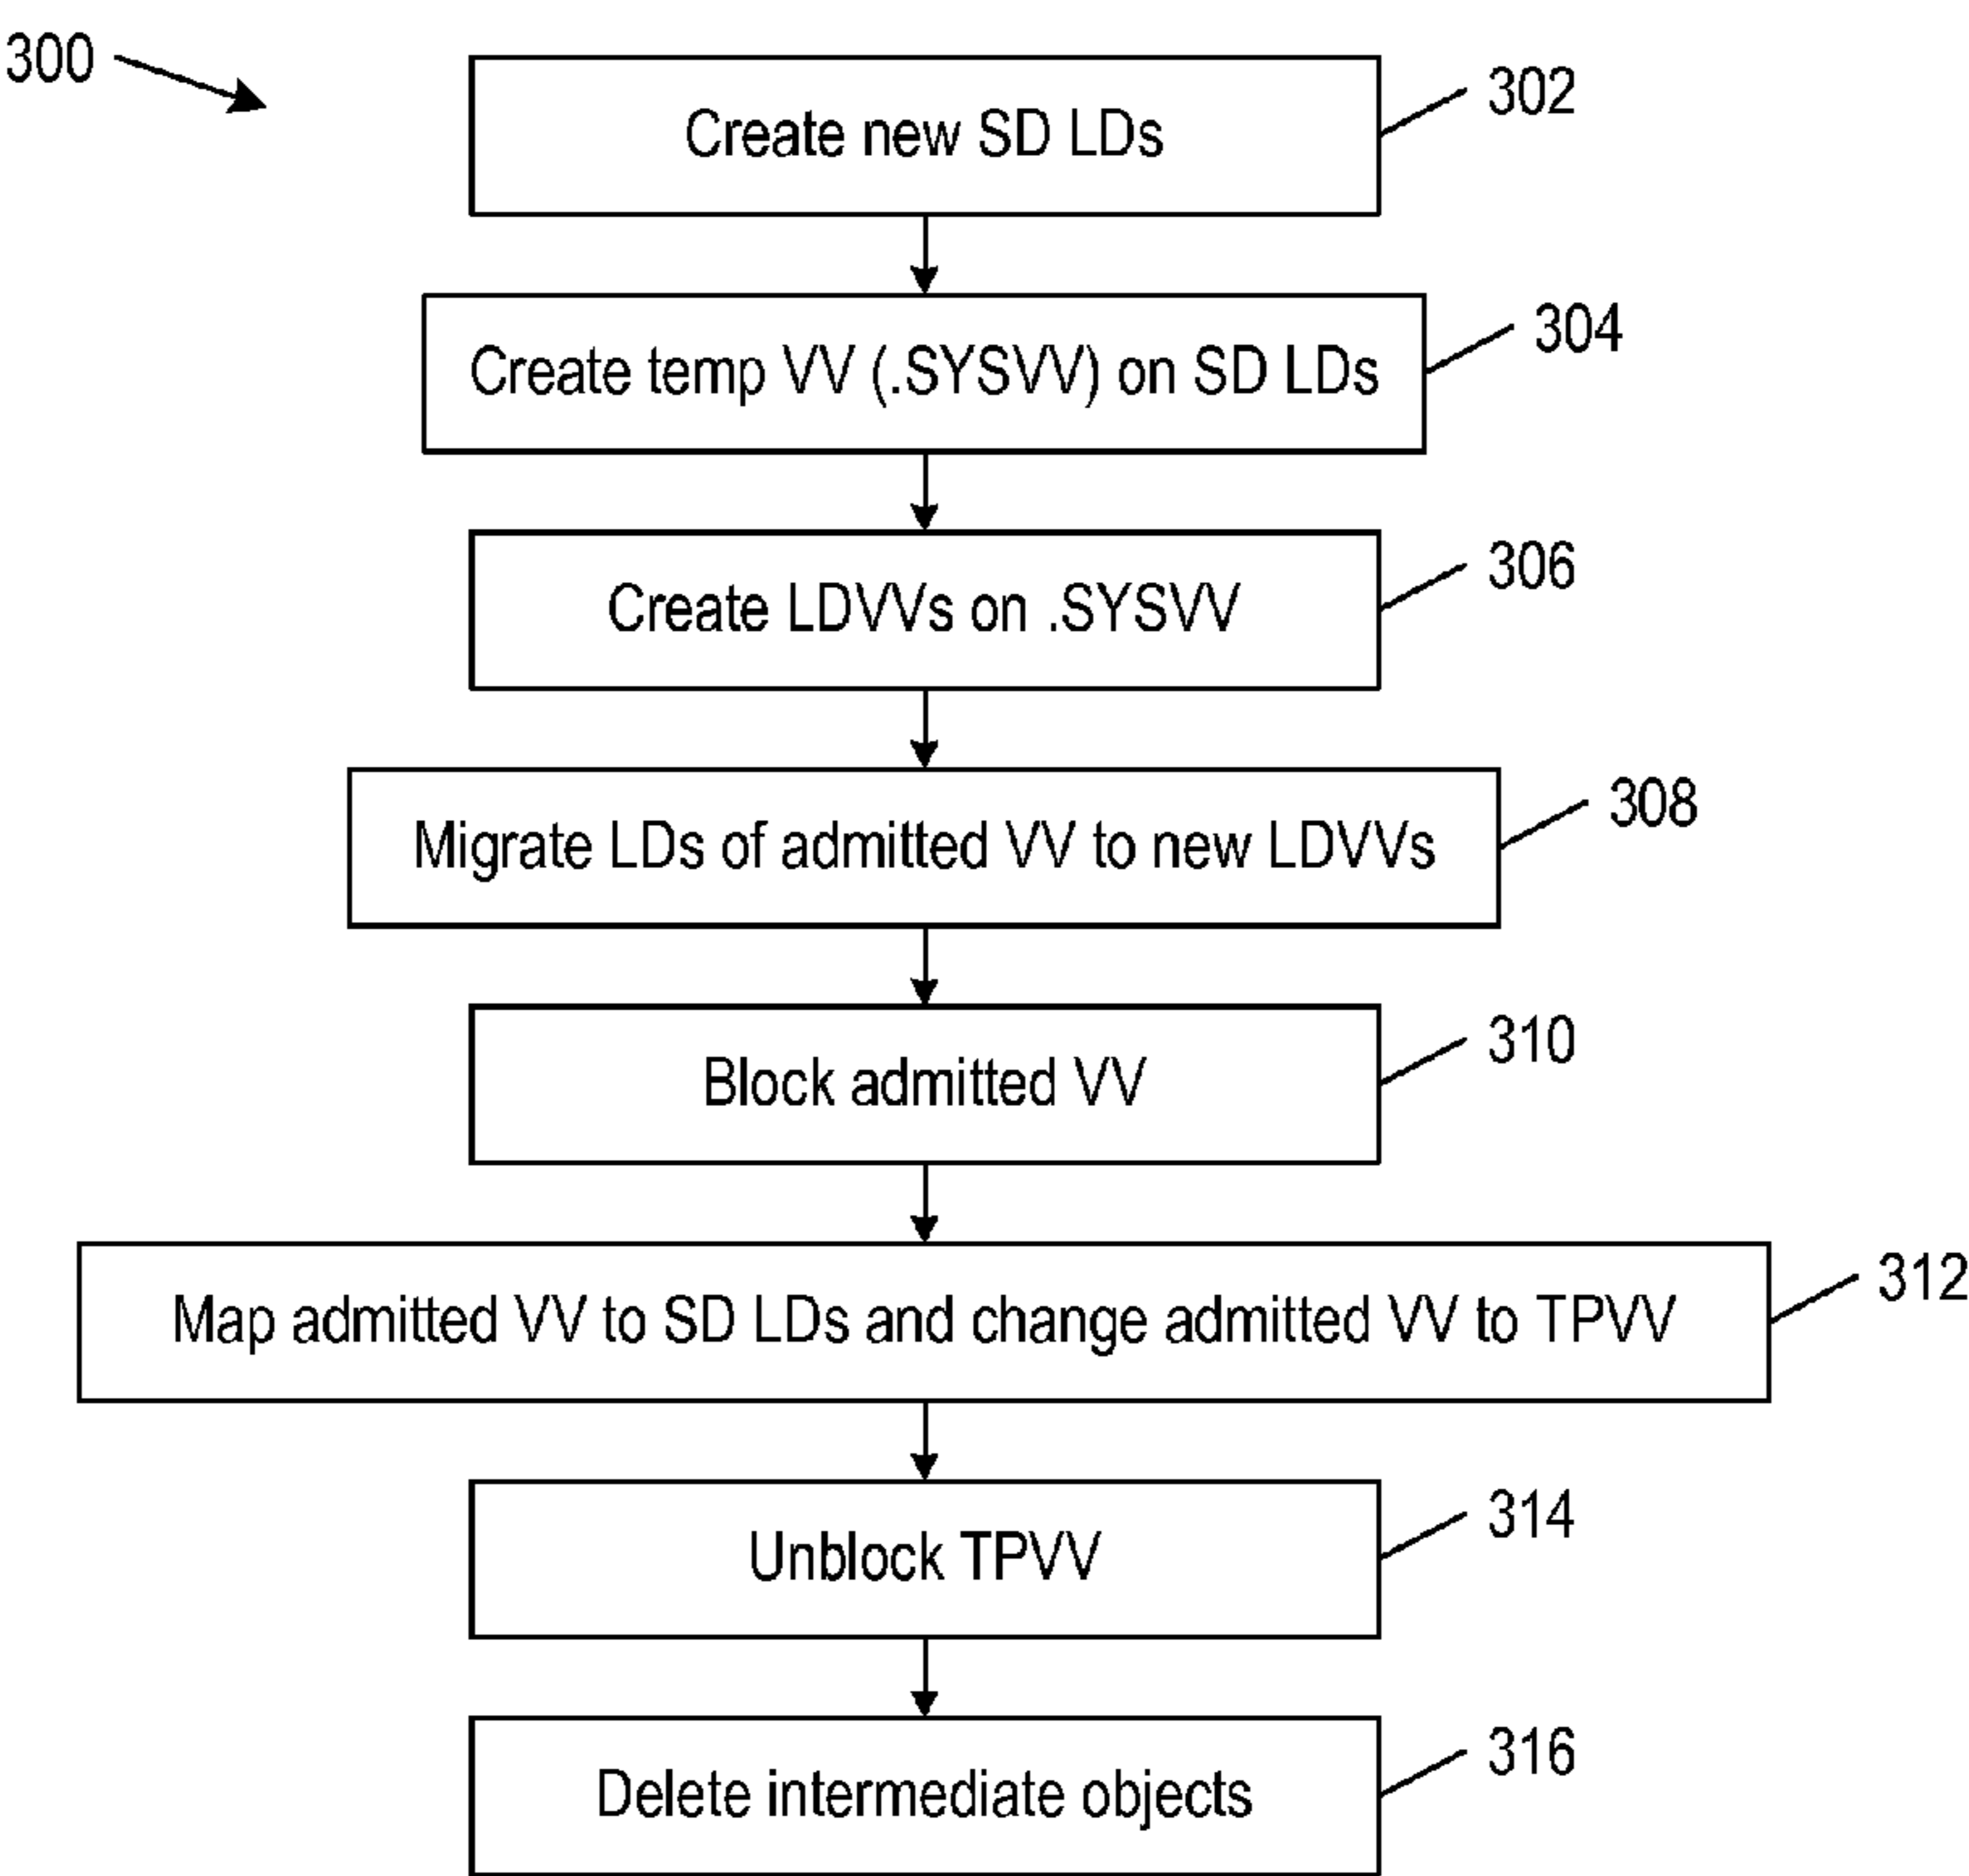 300
Create new SD LDs
302
Create temp VV (.SYSVV) on SD LDs
304
Create LDVVs on .SYSVV
306
Migrate LDs of admitted VV to new LDVVs
308
Block admitted VV
310
Map admitted VV to SD LDs and change admitted VV to TPVV
312
Unblock TPVV
314
Delete intermediate objects
316